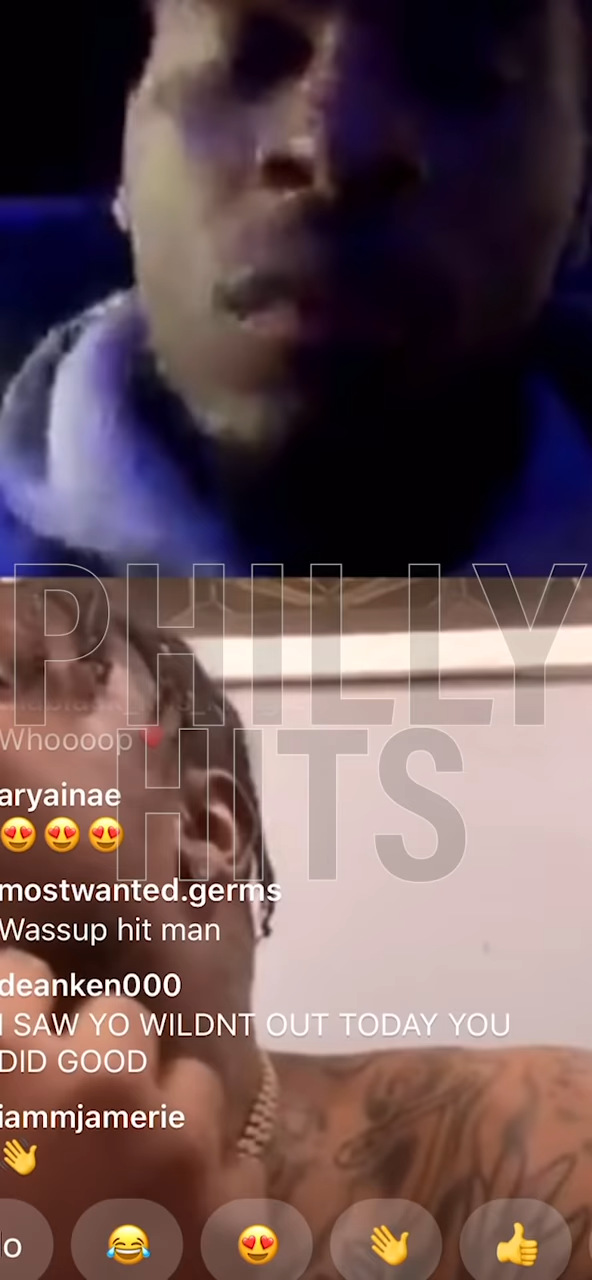 PHILLY
HITS
Whoooop
aryainae
😍😍😍
mostwanted.germs
Wassup hit man
deanken000
I SAW YO WILDNT OUT TODAY YOU
DID GOOD
iammjamerie
👋
lo 😂 😍 👋 👍